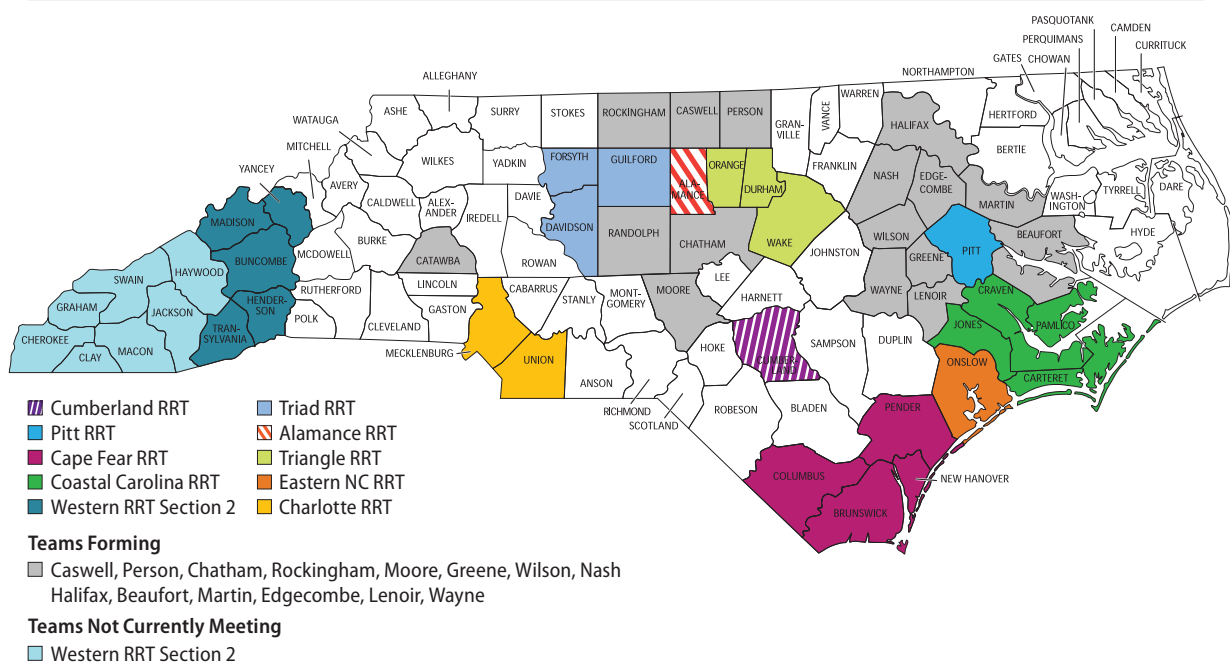 PASQUOTANK
CAMDEN
PERQUIMANS
CURRITUCK
GATES
CHOWAN
ALLEGHANY
NORTHAMPTON
ASHE
SURRY
STOKES
ROCKINGHAM
CASWELL
PERSON
GRAN-
VILLE
VANCE
WARREN
HALIFAX
HERTFORD
WATAUGA
MITCHELL
WILKES
YADKIN
FORSYTH
GUILFORD
ALA-
MANCE
ORANGE
DURHAM
FRANKLIN
NASH
EDGE-
COMBE
BERTIE
YANCEY
AVERY
CALDWELL
ALEX-
ANDER
IREDELL
DAVIE
MARTIN
WASH-
INGTON
TYRRELL
DARE
MADISON
DAVIDSON
RANDOLPH
CHATHAM
WAKE
JOHNSTON
WILSON
GREENE
PITT
BEAUFORT
HYDE
BUNCOMBE
MCDOWELL
BURKE
CATAWBA
ROWAN
HAYWOOD
SWAIN
LINCOLN
CABARRUS
STANLY
MONT-
GOMERY
MOORE
LEE
HARNETT
WAYNE
LENOIR
CRAVEN
RUTHERFORD
HENDER-
SON
POLK
CLEVELAND
GASTON
GRAHAM
JACKSON
TRAN-
SYLVANIA
CHEROKEE
CLAY
MACON
MECKLENBURG
UNION
ANSON
HOKE
CUMBER-
LAND
SAMPSON
DUPLIN
JONES
PAMLICO
ONSLOW
CARTERET
RICHMOND
SCOTLAND
ROBESON
BLADEN
PENDER
COLUMBUS
NEW HANOVER
BRUNSWICK
Cumberland RRT
Triad RRT
Pitt RRT
Alamance RRT
Cape Fear RRT
Triangle RRT
Coastal Carolina RRT
Eastern NC RRT
Western RRT Section 2
Charlotte RRT
Teams Forming
Caswell, Person, Chatham, Rockingham, Moore, Greene, Wilson, Nash
Halifax, Beaufort, Martin, Edgecombe, Lenoir, Wayne
Teams Not Currently Meeting
Western RRT Section 2